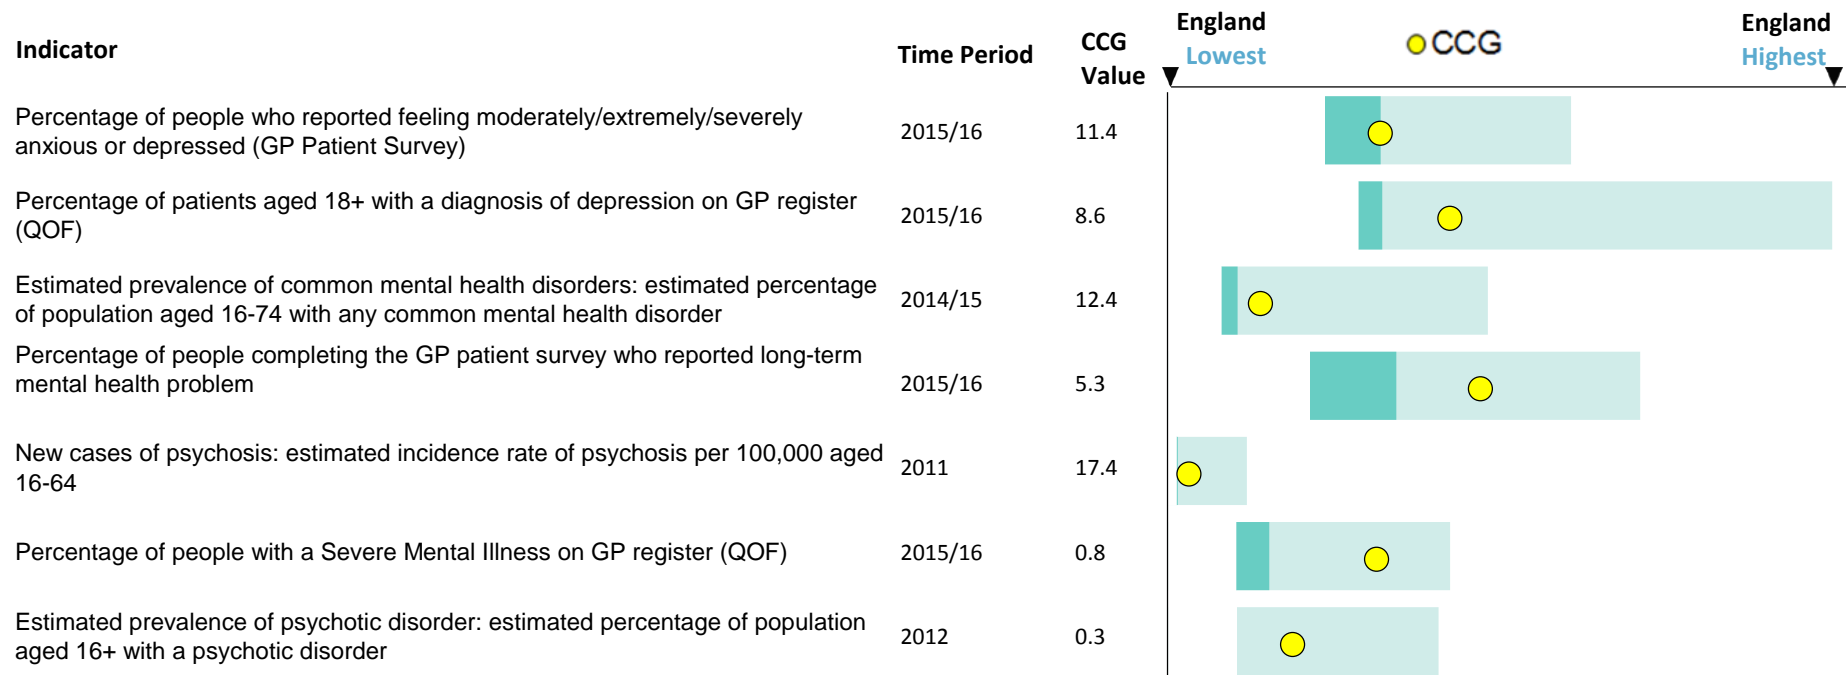 Indicator
Time Period
CCG
Value
England
Lowest
CCG
England
Highest
Percentage of people who reported feeling moderately/extremely/severely
anxious or depressed (GP Patient Survey)
2015/16
11.4
Percentage of patients aged 18+ with a diagnosis of depression on GP register
(QOF)
2015/16
8.6
Estimated prevalence of common mental health disorders: estimated percentage
of population aged 16-74 with any common mental health disorder
2014/15
12.4
Percentage of people completing the GP patient survey who reported long-term
mental health problem
2015/16
5.3
New cases of psychosis: estimated incidence rate of psychosis per 100,000 aged
16-64
2011
17.4
Percentage of people with a Severe Mental Illness on GP register (QOF)
2015/16
0.8
Estimated prevalence of psychotic disorder: estimated percentage of population
aged 16+ with a psychotic disorder
2012
0.3